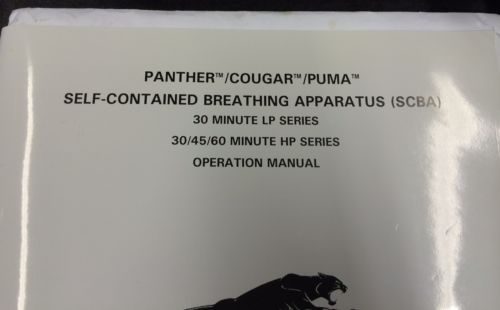 PANTHER™/COUGAR™/PUMA™
SELF-CONTAINED BREATHING APPARATUS (SCBA)
30 MINUTE LP SERIES
30/45/60 MINUTE HP SERIES
OPERATION MANUAL